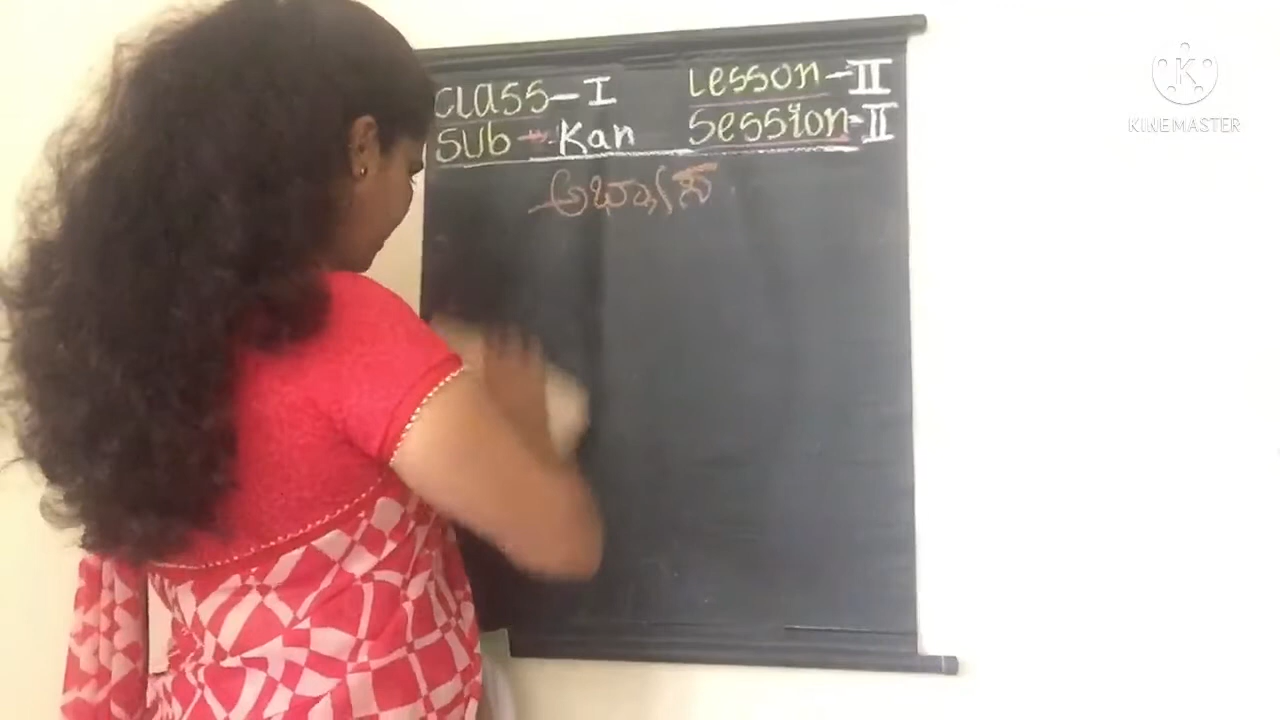 Class - I Lesson - II
Sub - Kan Session - II
ಅಭ್ಯಾಸ
KINEMASTER